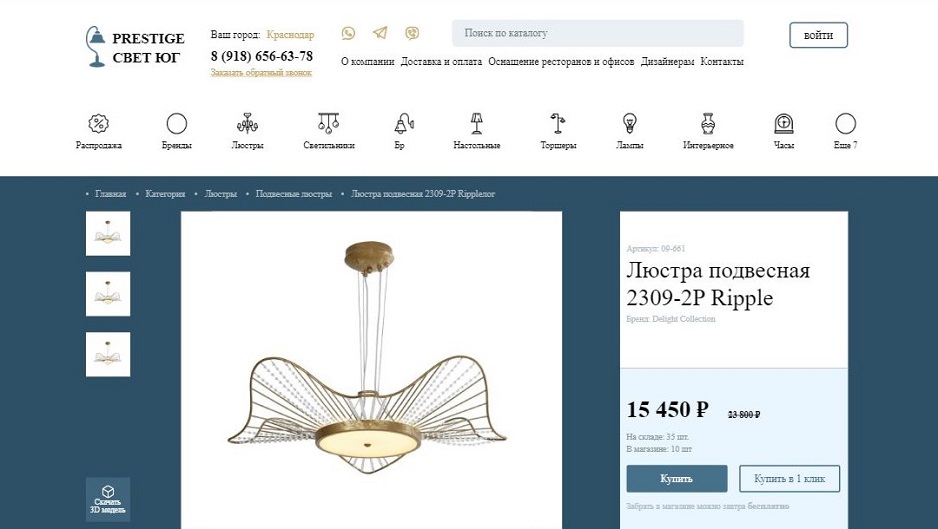 PRESTIGE
СВЕТ ЮГ
Ваш город: Краснодар
8 (918) 656-63-78
Заказать обратный звонок
Поиск по каталогу
ВОЙТИ
О компании Доставка и оплата Оснащение ресторанов и офисов Дизайнерам Контакты
Распродажа Бренды Люстры Светильники Бр Настольные Торшеры Лампы Интерьерное Часы Еще 7
• Главная • Категория • Люстры • Подвесные люстры • Люстра подвесная 2309-2P Rippleлог
Артикул: 09-661
Люстра подвесная
2309-2P Ripple
Бренд: Delight Collection
15 450 ₽ 23 800 ₽
На складе: 35 шт.
В магазине: 10 шт
Купить Купить в 1 клик
Забрать в магазине можно завтра бесплатно
Скачать
3D модель